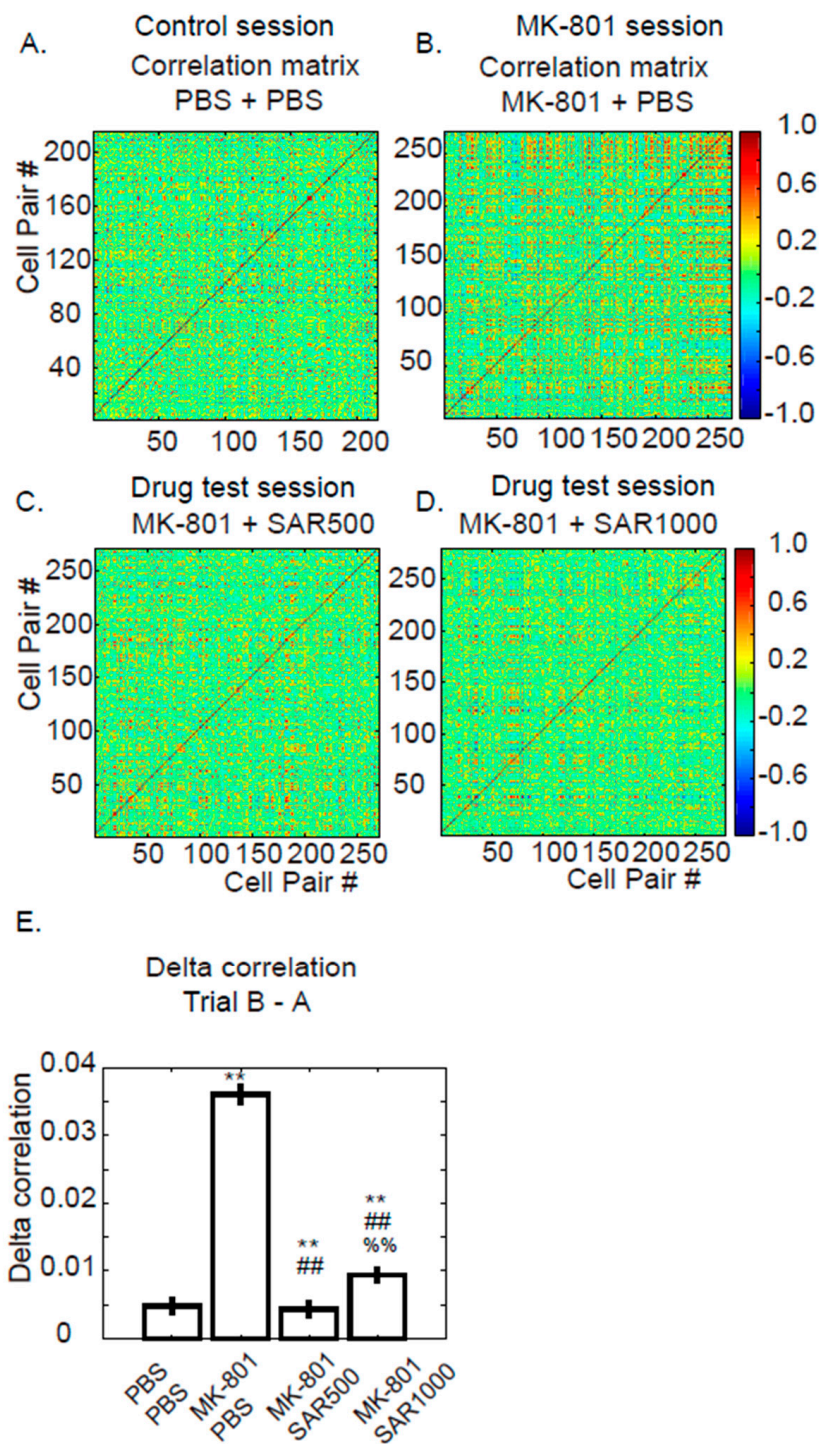 A.
Control session
Correlation matrix
PBS + PBS
Cell Pair #
200
160
120
80
40
50 100 150 200
B.
MK-801 session
Correlation matrix
MK-801 + PBS
250
200
150
100
50
50 100 150 200 250
1.0
0.6
0.2
-0.2
-0.6
-1.0
C.
Drug test session
MK-801 + SAR500
Cell Pair #
250
200
150
100
50
50 100 150 200 250
Cell Pair #
D.
Drug test session
MK-801 + SAR1000
250
200
150
100
50
50 100 150 200 250
Cell Pair #
1.0
0.6
0.2
-0.2
-0.6
-1.0
E.
Delta correlation
Trial B - A
Delta correlation
0.04
0.03
0.02
0.01
0
**
**
##
**
##
%%
PBS
PBS
MK-801
PBS
MK-801
SAR500
MK-801
SAR1000